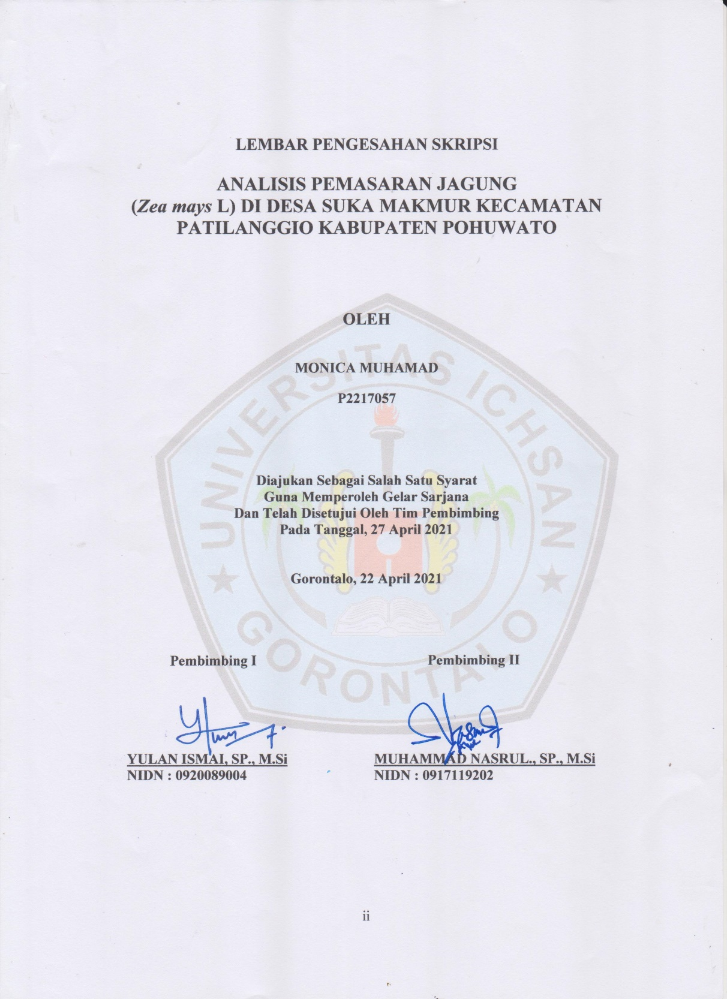 LEMBAR PENGESAHAN SKRIPSI
ANALISIS PEMASARAN JAGUNG
(Zea mays L) DI DESA SUKA MAKMUR KECAMATAN
PATILANGGIO KABUPATEN POHUWATO
OLEH
MONICA MUHAMAD
P2217057
UNIVERSITAS ICHSAN
GORONTALO
Diajukan Sebagai Salah Satu Syarat
Guna Memperoleh Gelar Sarjana
Dan Telah Disetujui Oleh Tim Pembimbing
Pada Tanggal, 27 April 2021
Gorontalo, 22 April 2021
Pembimbing I Pembimbing II
YULAN ISMAI, SP., M.Si MUHAMMAD NASRUL., SP., M.Si
NIDN : 0920089004 NIDN : 0917119202
ii